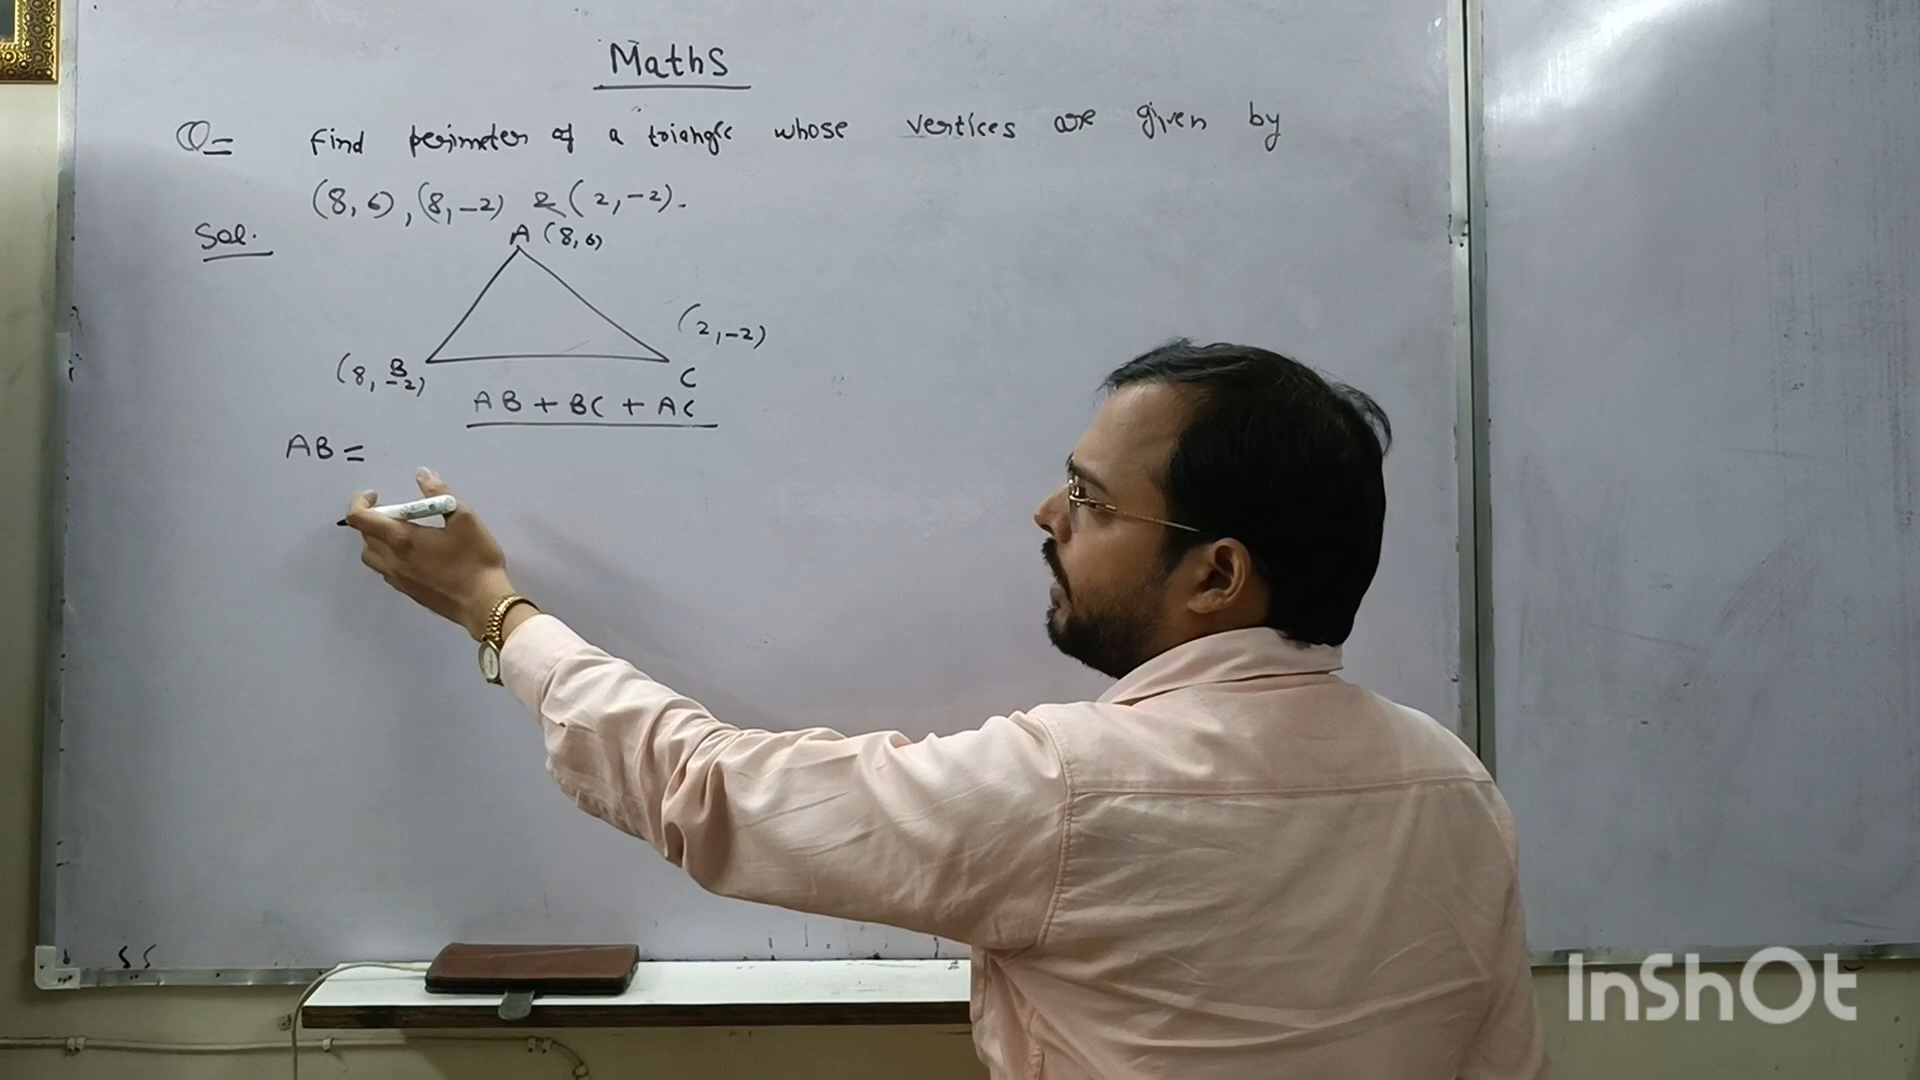 Maths
Q= Find perimeter of a triangle whose vertices are given by
(8,6), (8,-2) & (2,-2).
Sol.
A (8,6)
(2,-2)
(8,-2) B
C
AB + BC + AC
AB =
SS
InShOt